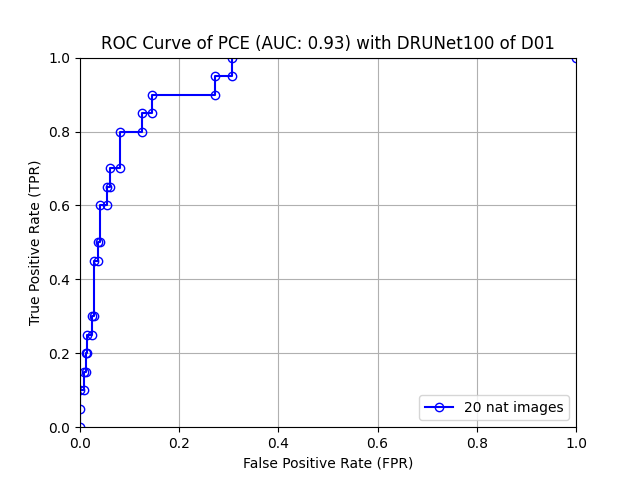 ROC Curve of PCE (AUC: 0.93) with DRUNet100 of D01
1.0
0.8
0.6
0.4
0.2
0.0
True Positive Rate (TPR)
20 nat images
0.0 0.2 0.4 0.6 0.8 1.0
False Positive Rate (FPR)